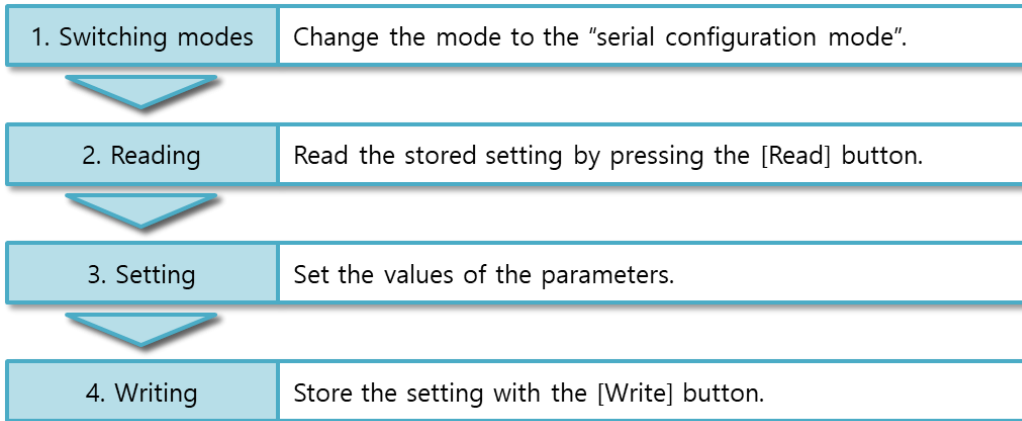 1. Switching modes
Change the mode to the “serial configuration mode”.
2. Reading
Read the stored setting by pressing the [Read] button.
3. Setting
Set the values of the parameters.
4. Writing
Store the setting with the [Write] button.